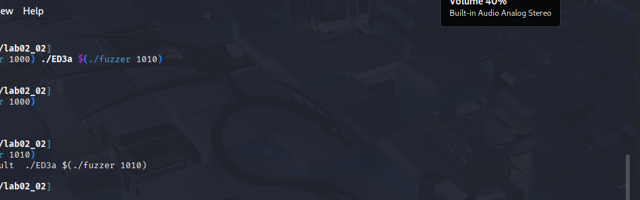 ew Help
Volume 40%
Built-in Audio Analog Stereo
/lab02_02]
r 1000) ./ED3a $(./fuzzer 1010)
/lab02_02]
r 1000)
/lab02_02]
r 1010)
ult ./ED3a $(./fuzzer 1010)
/lab02_02]